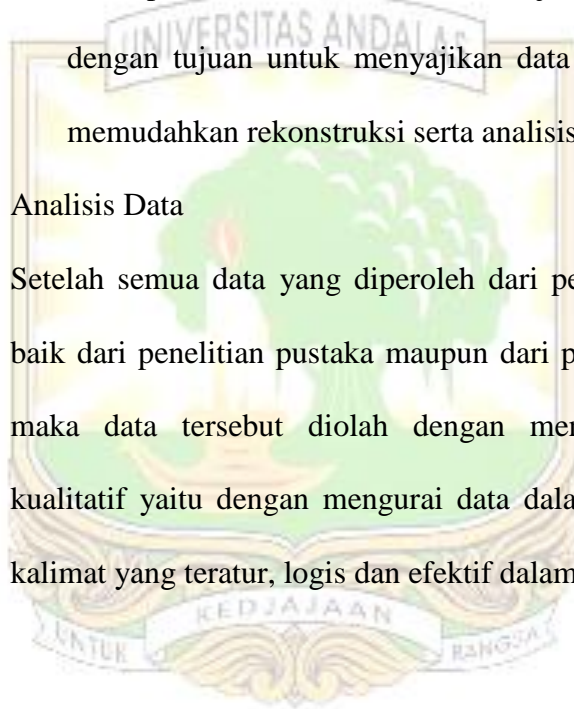 UNIVERSITAS ANDALAS
dengan tujuan untuk menyajikan data
memudahkan rekonstruksi serta analisis
Analisis Data
Setelah semua data yang diperoleh dari pe
baik dari penelitian pustaka maupun dari p
maka data tersebut diolah dengan mer
kualitatif yaitu dengan mengurai data dala
kalimat yang teratur, logis dan efektif dalam
UNTUK KEDJAJAAN BANGSA